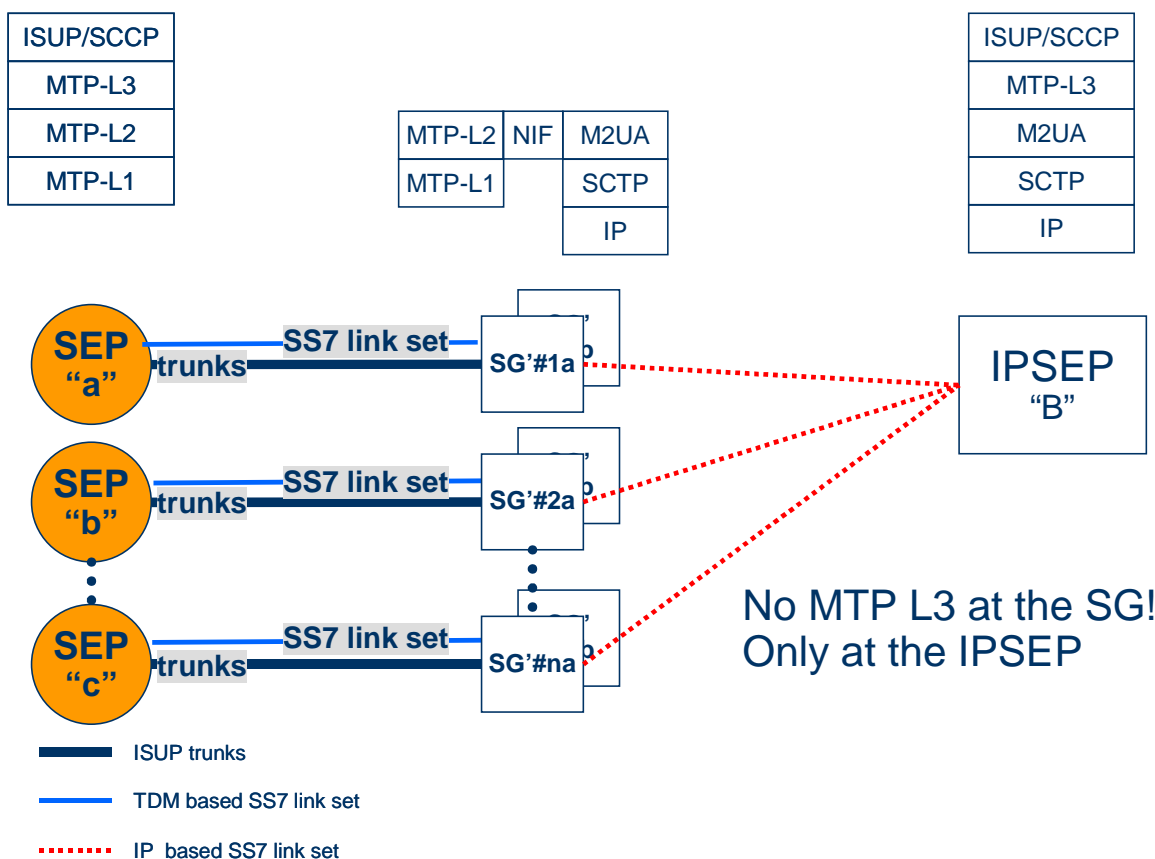 ISUP/SCCP
MTP-L3
MTP-L2
MTP-L1
MTP-L2 NIF M2UA
MTP-L1 SCTP
IP
ISUP/SCCP
MTP-L3
M2UA
SCTP
IP
SEP
“a”
SS7 link set
trunks
SG’#1a
b
IPSEP
“B”
SEP
“b”
SS7 link set
trunks
SG’#2a
b
SEP
“c”
SS7 link set
trunks
SG’#na
b
No MTP L3 at the SG!
Only at the IPSEP
ISUP trunks
TDM based SS7 link set
IP based SS7 link set